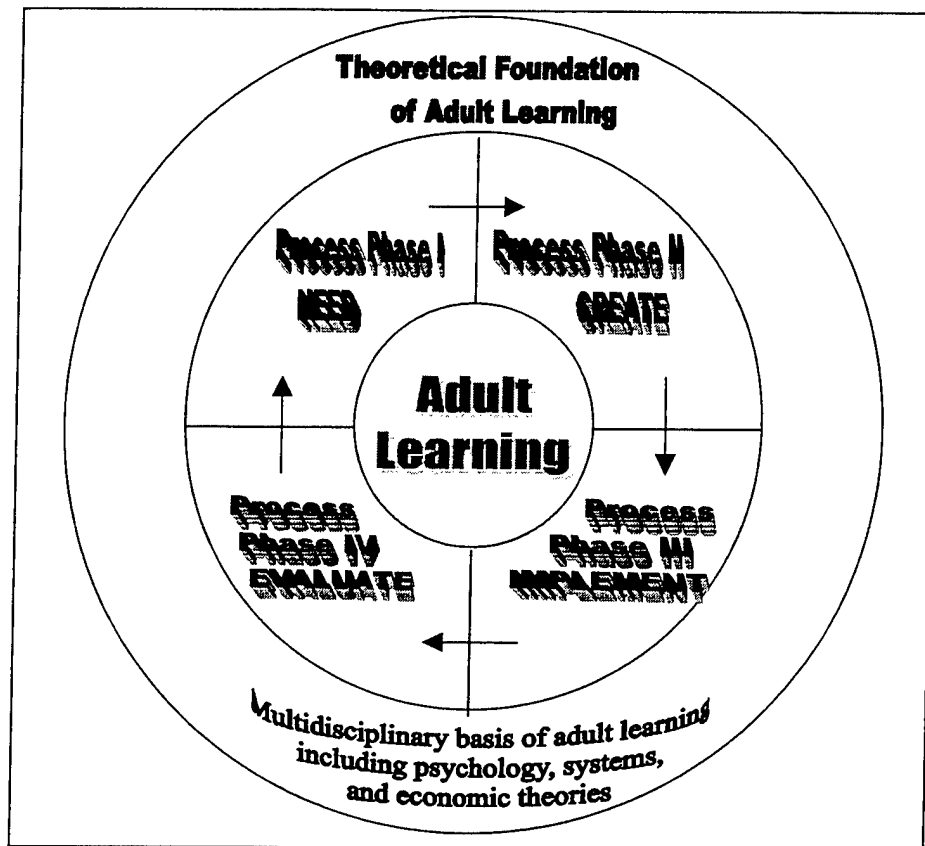 Theoretical Foundation
of Adult Learning
Process Phase I
NEED
Process Phase II
CREATE
Adult
Learning
Process
Phase III
IMPLEMENT
Process
Phase IV
EVALUATE
Multidisciplinary basis of adult learning
including psychology, systems,
and economic theories